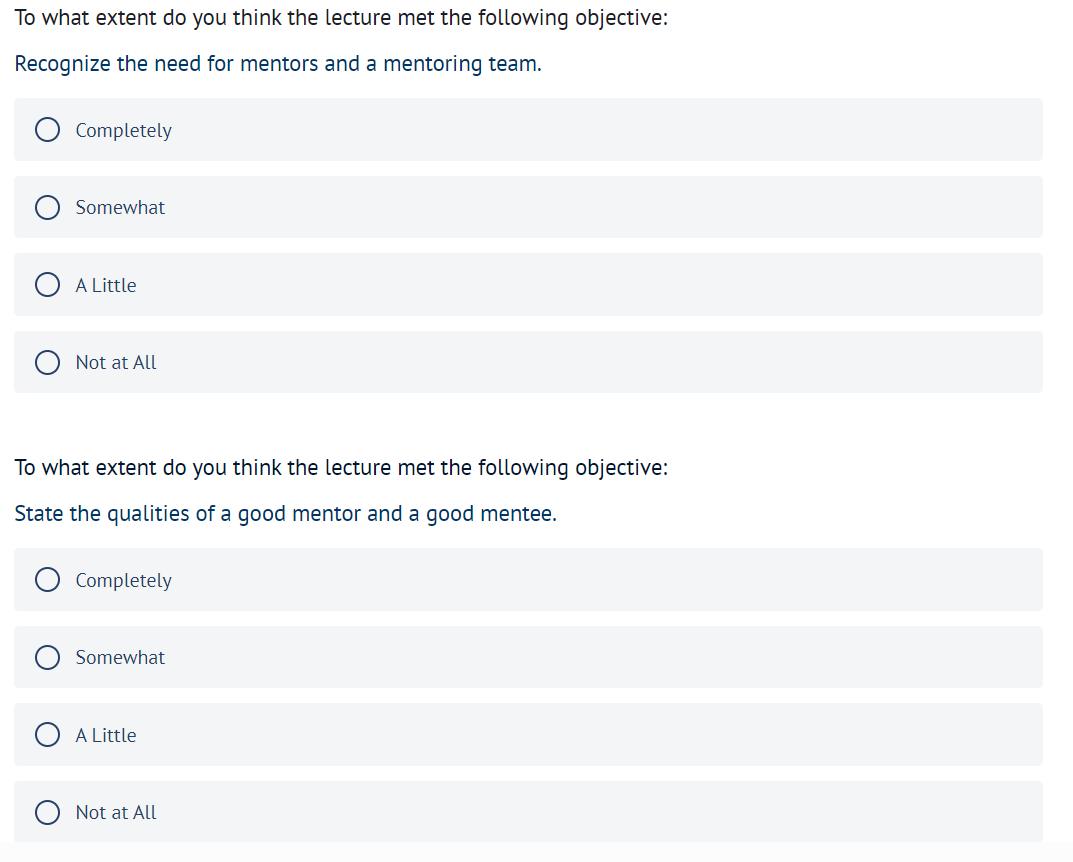 To what extent do you think the lecture met the following objective:
Recognize the need for mentors and a mentoring team.
Completely
Somewhat
A Little
Not at All
To what extent do you think the lecture met the following objective:
State the qualities of a good mentor and a good mentee.
Completely
Somewhat
A Little
Not at All